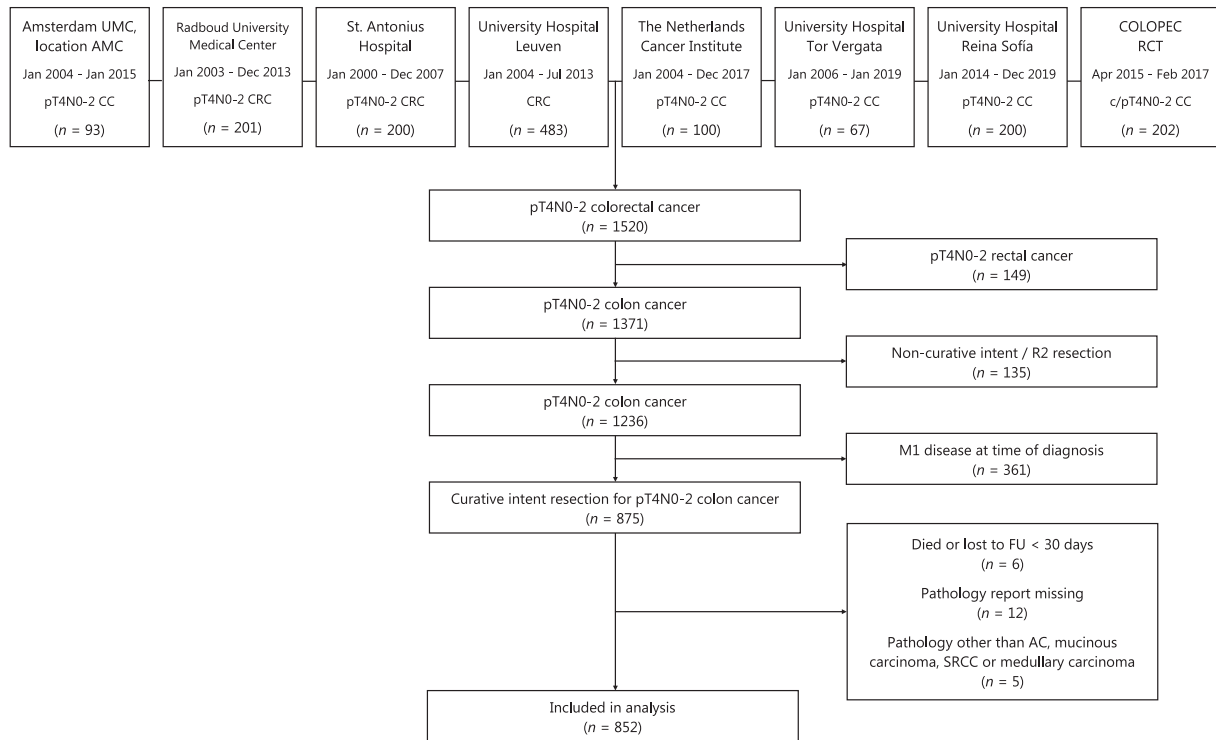 Amsterdam UMC,
location AMC
Jan 2004 - Jan 2015
pT4N0-2 CC
(n = 93)
Radboud University
Medical Center
Jan 2003 - Dec 2013
pT4N0-2 CRC
(n = 201)
St. Antonius
Hospital
Jan 2000 - Dec 2007
pT4N0-2 CRC
(n = 200)
University Hospital
Leuven
Jan 2004 - Jul 2013
CRC
(n = 483)
The Netherlands
Cancer Institute
Jan 2004 - Dec 2017
pT4N0-2 CC
(n = 100)
University Hospital
Tor Vergata
Jan 2006 - Jan 2019
pT4N0-2 CC
(n = 67)
University Hospital
Reina Sofía
Jan 2014 - Dec 2019
pT4N0-2 CC
(n = 200)
COLOPEC
RCT
Apr 2015 - Feb 2017
c/pT4N0-2 CC
(n = 202)
pT4N0-2 colorectal cancer
(n = 1520)
pT4N0-2 rectal cancer
(n = 149)
pT4N0-2 colon cancer
(n = 1371)
Non-curative intent / R2 resection
(n = 135)
pT4N0-2 colon cancer
(n = 1236)
M1 disease at time of diagnosis
(n = 361)
Curative intent resection for pT4N0-2 colon cancer
(n = 875)
Died or lost to FU < 30 days
(n = 6)
Pathology report missing
(n = 12)
Pathology other than AC, mucinous
carcinoma, SRCC or medullary carcinoma
(n = 5)
Included in analysis
(n = 852)